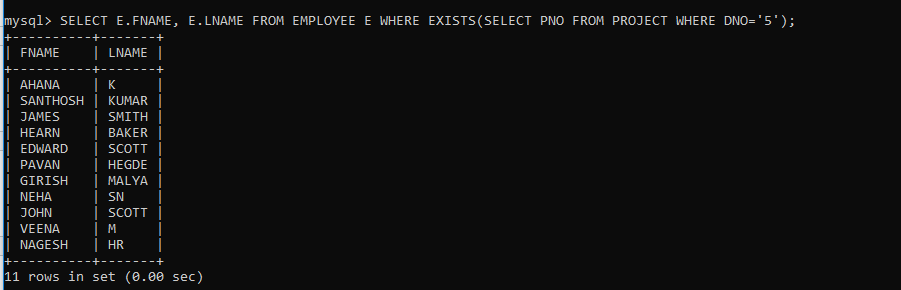 mysql> SELECT E.FNAME, E.LNAME FROM EMPLOYEE E WHERE EXISTS(SELECT PNO FROM PROJECT WHERE DNO='5');
+----------+-------+
| FNAME    | LNAME |
+----------+-------+
| AHANA    | K     |
| SANTHOSH | KUMAR |
| JAMES    | SMITH |
| HEARN    | BAKER |
| EDWARD   | SCOTT |
| PAVAN    | HEGDE |
| GIRISH   | MALYA |
| NEHA     | SN    |
| JOHN     | SCOTT |
| VEENA    | M     |
| NAGESH   | HR    |
+----------+-------+
11 rows in set (0.00 sec)